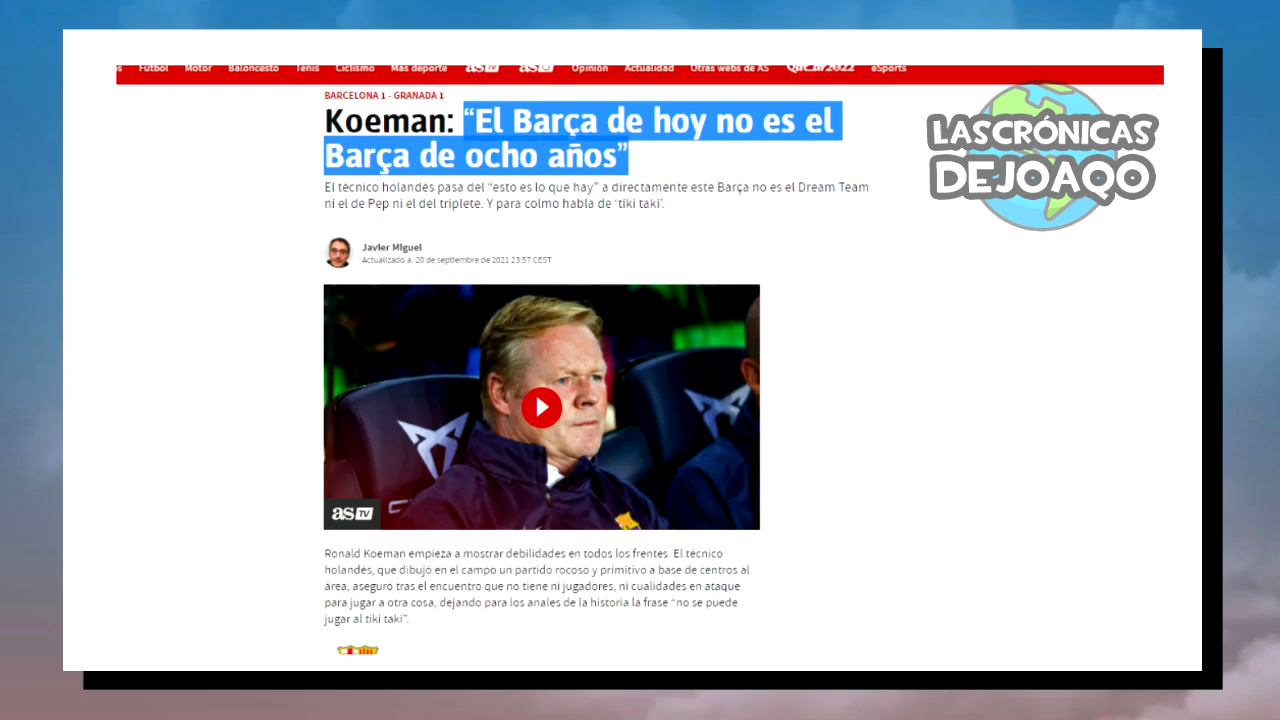 s Fútbol Motor Baloncesto Tenis Ciclismo Más deporte as TV as Opinión Actualidad Otras webs de AS Qatar2022 eSports
BARCELONA 1 - GRANADA 1
LAS CRÓNICAS
DE JOAQO
Koeman: “El Barça de hoy no es el
Barça de ocho años”
El técnico holandés pasa del “esto es lo que hay” a directamente este Barça no es el Dream Team
ni el de Pep ni el del triplete. Y para colmo habla de ‘tiki taki’.
Javier Miguel
Actualizado a: 20 de septiembre de 2021 23:57 CEST
as TV
Ronald Koeman empieza a mostrar debilidades en todos los frentes. El técnico
holandés, que dibujó en el campo un partido rocoso y primitivo a base de centros al
área, aseguró tras el encuentro que no tiene ni jugadores, ni cualidades en ataque
para jugar a otra cosa, dejando para los anales de la historia la frase “no se puede
jugar al tiki taki”.